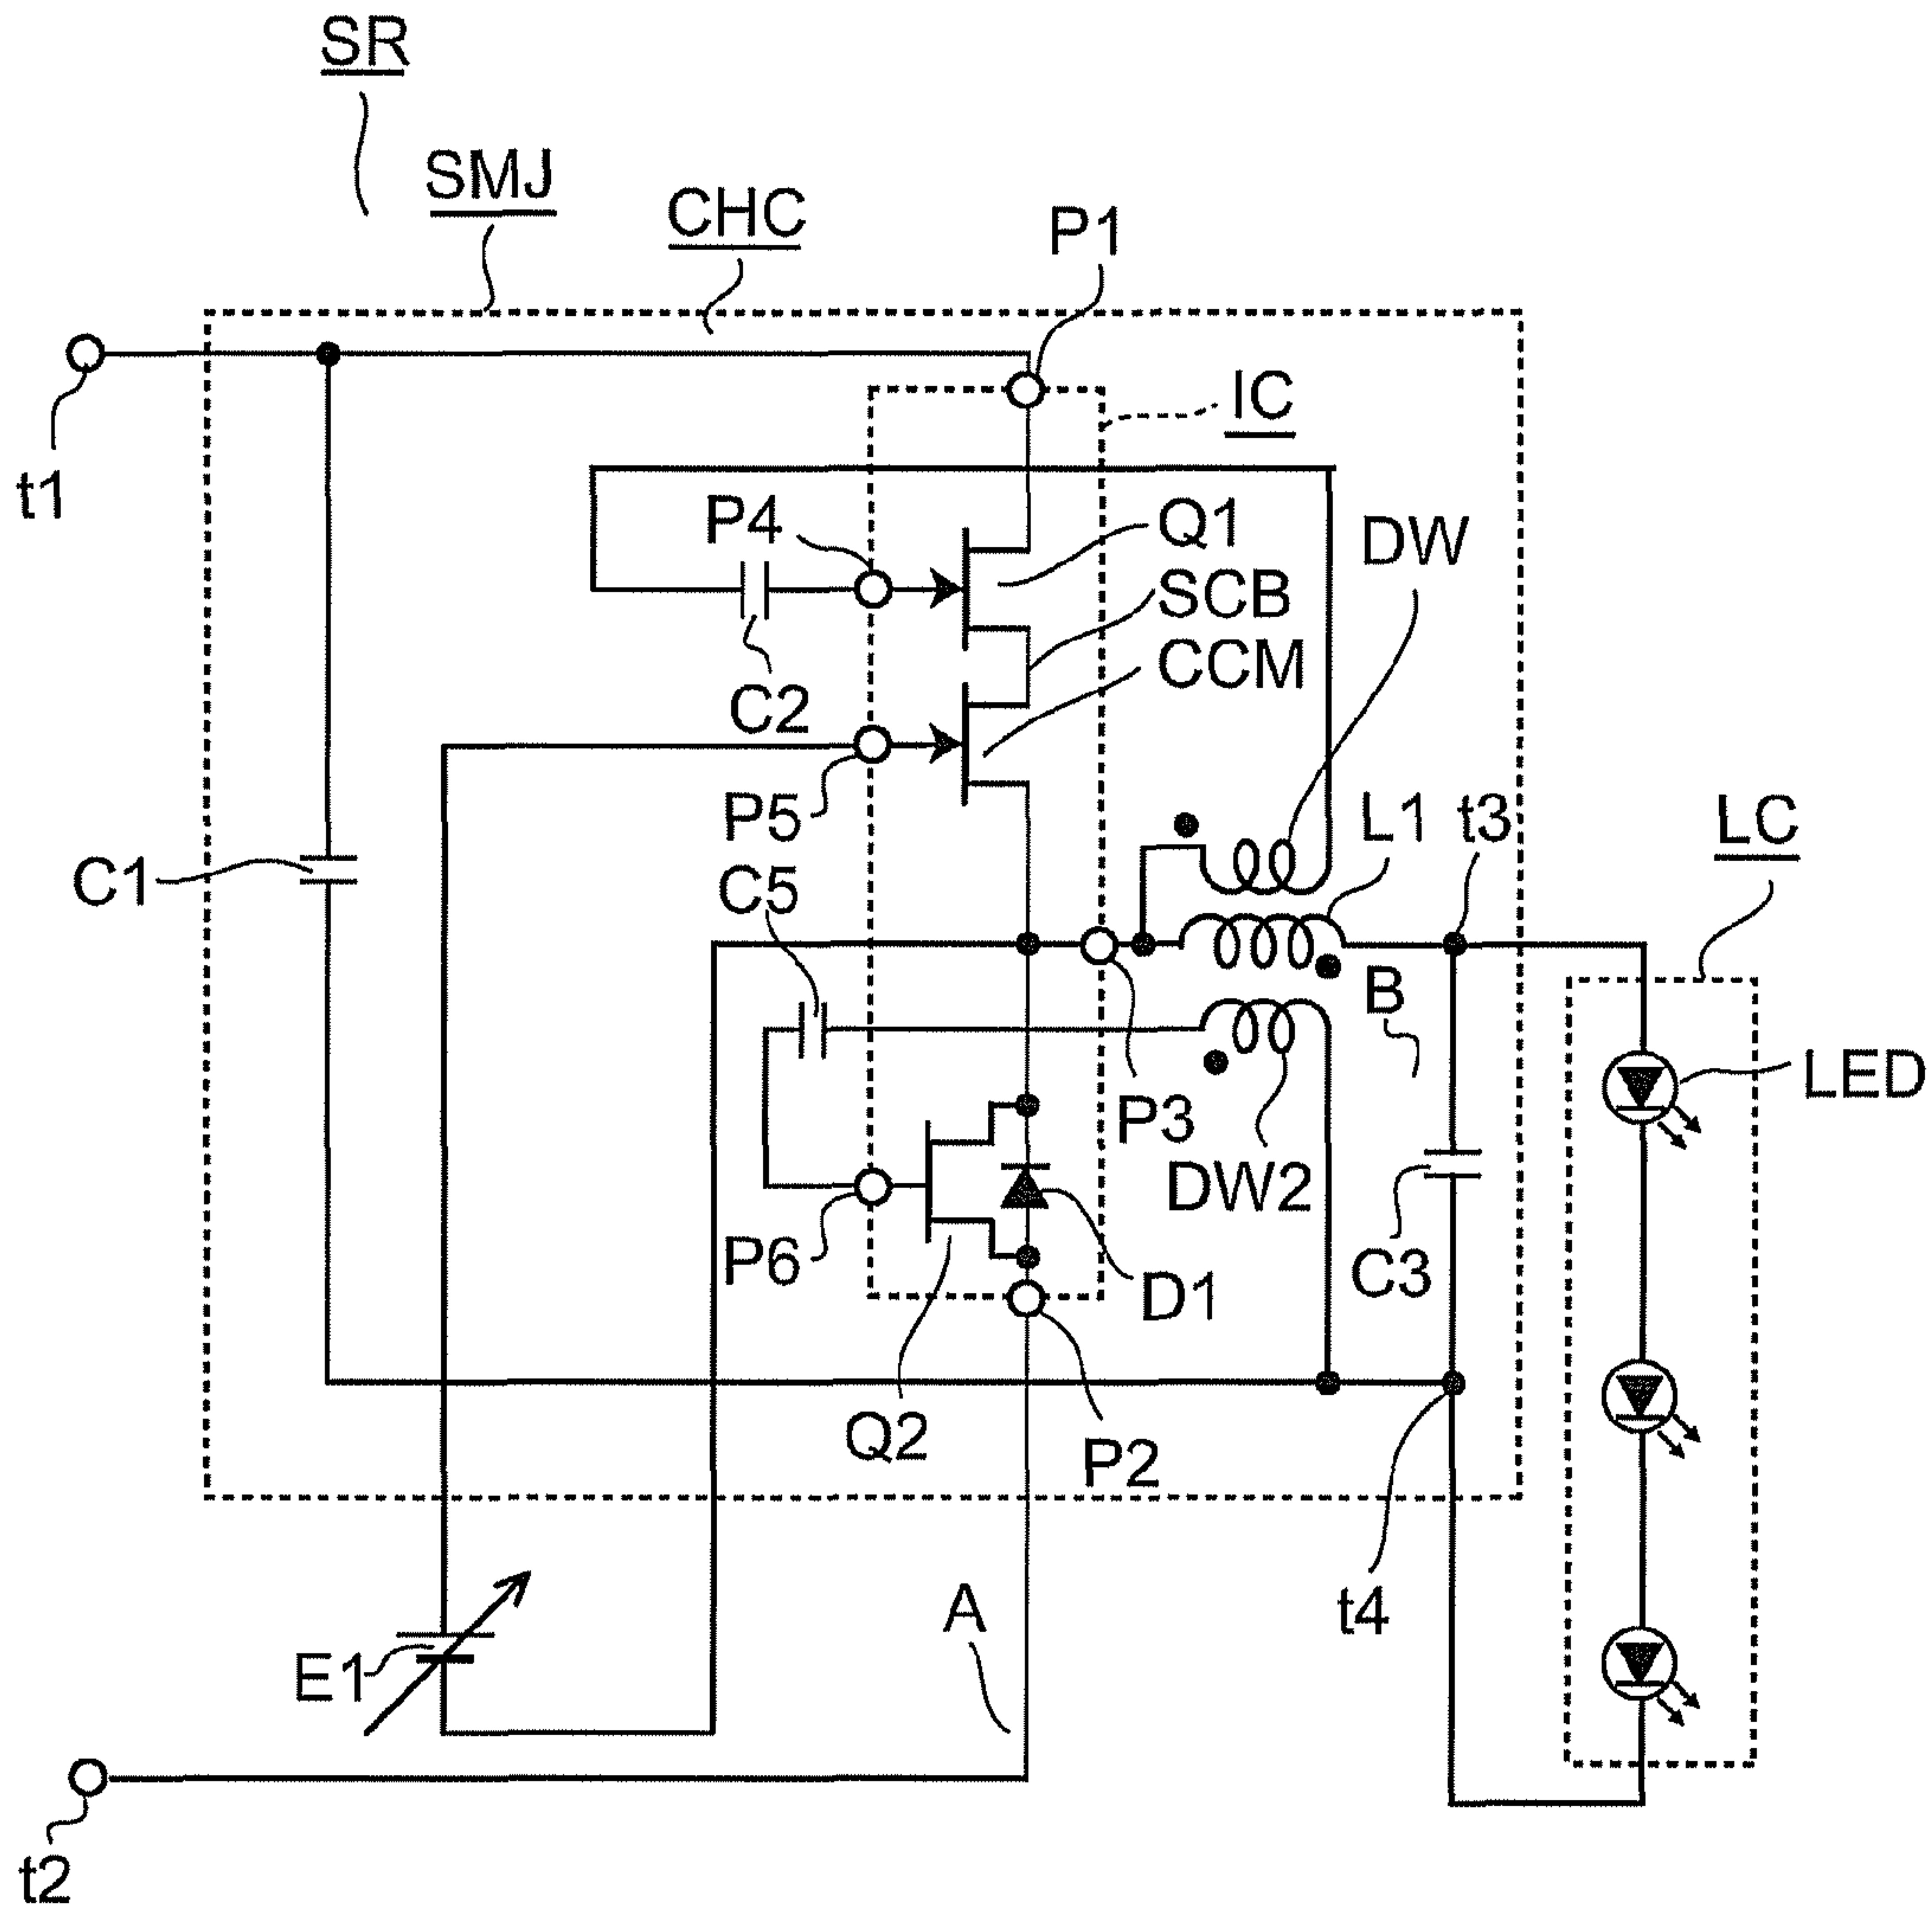 SR
SMJ
CHC
P1
IC
t1
P4
Q1
DW
SCB
CCM
C2
P5
L1
t3
LC
C1
C5
B
LED
P3
DW2
P6
D1
C3
Q2
P2
A
t4
E1
t2